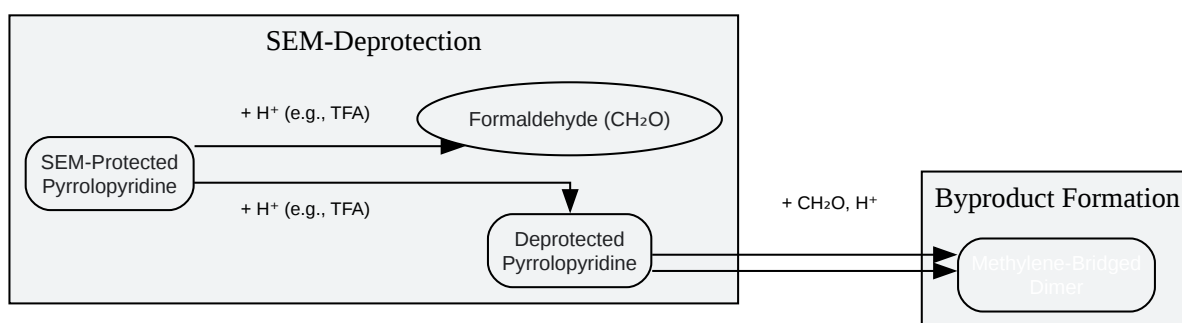 SEM-Deprotection
+ H⁺ (e.g., TFA)
Formaldehyde (CH₂O)
SEM-Protected
Pyrrolopyridine
+ H⁺ (e.g., TFA)
Deprotected
Pyrrolopyridine
+ CH₂O, H⁺
Byproduct Formation
Methylene-Bridged
Dimer